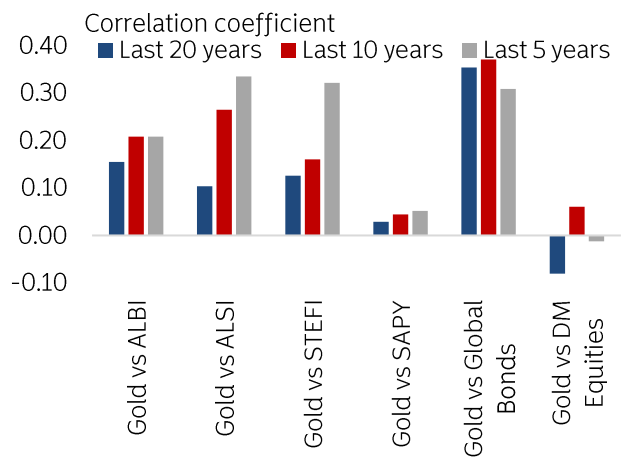 Correlation coefficient
Last 20 years Last 10 years Last 5 years
0.40
0.30
0.20
0.10
0.00
-0.10
Gold vs ALBI
Gold vs ALSI
Gold vs STEFI
Gold vs SAPY
Gold vs Global
Bonds
Gold vs DM
Equities